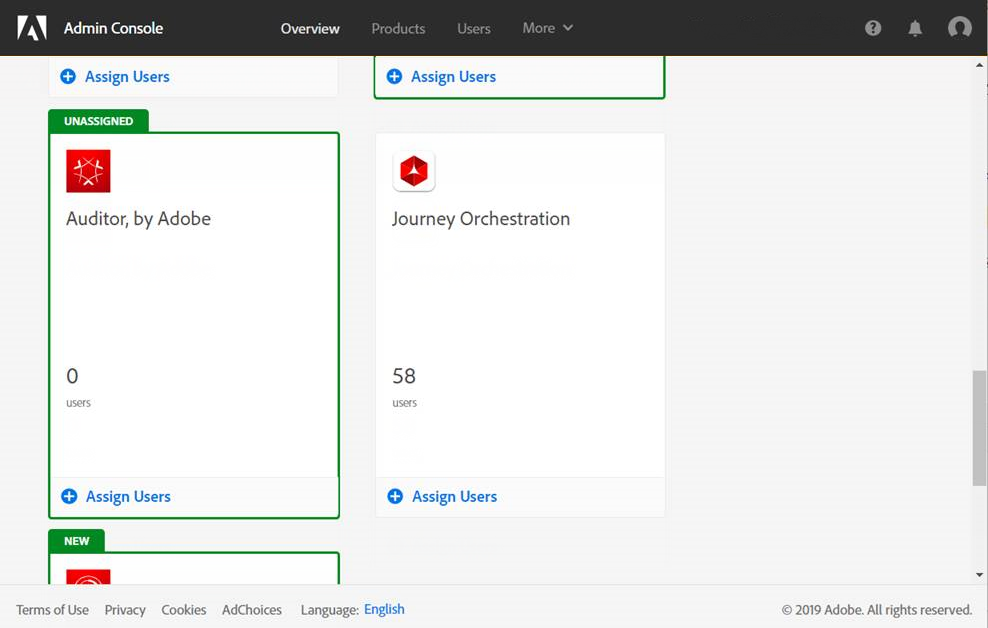 Admin Console
Overview
Products
Users
More
Assign Users
Assign Users
UNASSIGNED
Auditor, by Adobe
Journey Orchestration
0
users
58
users
Assign Users
Assign Users
NEW
Terms of Use
Privacy
Cookies
AdChoices
Language: English
© 2019 Adobe. All rights reserved.